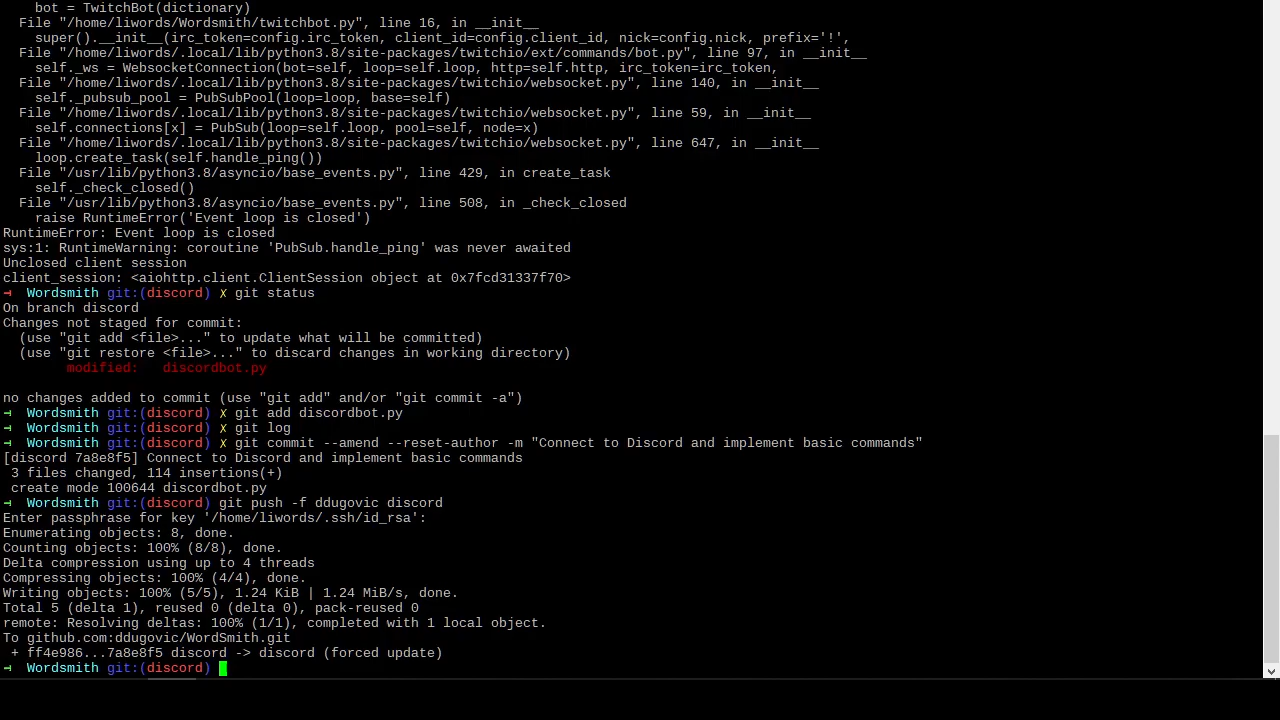 bot = TwitchBot(dictionary)
  File "/home/liwords/Wordsmith/twitchbot.py", line 16, in __init__
    super().__init__(irc_token=config.irc_token, client_id=config.client_id, nick=config.nick, prefix='!',
  File "/home/liwords/.local/lib/python3.8/site-packages/twitchio/ext/commands/bot.py", line 97, in __init__
    self._ws = WebsocketConnection(bot=self, loop=self.loop, http=self.http, irc_token=irc_token,
  File "/home/liwords/.local/lib/python3.8/site-packages/twitchio/websocket.py", line 140, in __init__
    self._pubsub_pool = PubSubPool(loop=loop, base=self)
  File "/home/liwords/.local/lib/python3.8/site-packages/twitchio/websocket.py", line 59, in __init__
    self.connections[x] = PubSub(loop=self.loop, pool=self, node=x)
  File "/home/liwords/.local/lib/python3.8/site-packages/twitchio/websocket.py", line 647, in __init__
    loop.create_task(self.handle_ping())
  File "/usr/lib/python3.8/asyncio/base_events.py", line 429, in create_task
    self._check_closed()
  File "/usr/lib/python3.8/asyncio/base_events.py", line 508, in _check_closed
    raise RuntimeError('Event loop is closed')
RuntimeError: Event loop is closed
sys:1: RuntimeWarning: coroutine 'PubSub.handle_ping' was never awaited
Unclosed client session
client_session: <aiohttp.client.ClientSession object at 0x7fcd31337f70>
→  Wordsmith git:(discord) ✗ git status
On branch discord
Changes not staged for commit:
  (use "git add <file>..." to update what will be committed)
  (use "git restore <file>..." to discard changes in working directory)
        modified:   discordbot.py
no changes added to commit (use "git add" and/or "git commit -a")
→  Wordsmith git:(discord) ✗ git add discordbot.py
→  Wordsmith git:(discord) ✗ git log
→  Wordsmith git:(discord) ✗ git commit --amend --reset-author -m "Connect to Discord and implement basic commands"
[discord 7a8e8f5] Connect to Discord and implement basic commands
 3 files changed, 114 insertions(+)
 create mode 100644 discordbot.py
→  Wordsmith git:(discord) git push -f ddugovic discord
Enter passphrase for key '/home/liwords/.ssh/id_rsa':
Enumerating objects: 8, done.
Counting objects: 100% (8/8), done.
Delta compression using up to 4 threads
Compressing objects: 100% (4/4), done.
Writing objects: 100% (5/5), 1.24 KiB | 1.24 MiB/s, done.
Total 5 (delta 1), reused 0 (delta 0), pack-reused 0
remote: Resolving deltas: 100% (1/1), completed with 1 local object.
To github.com:ddugovic/WordSmith.git
 + ff4e986...7a8e8f5 discord -> discord (forced update)
→  Wordsmith git:(discord)